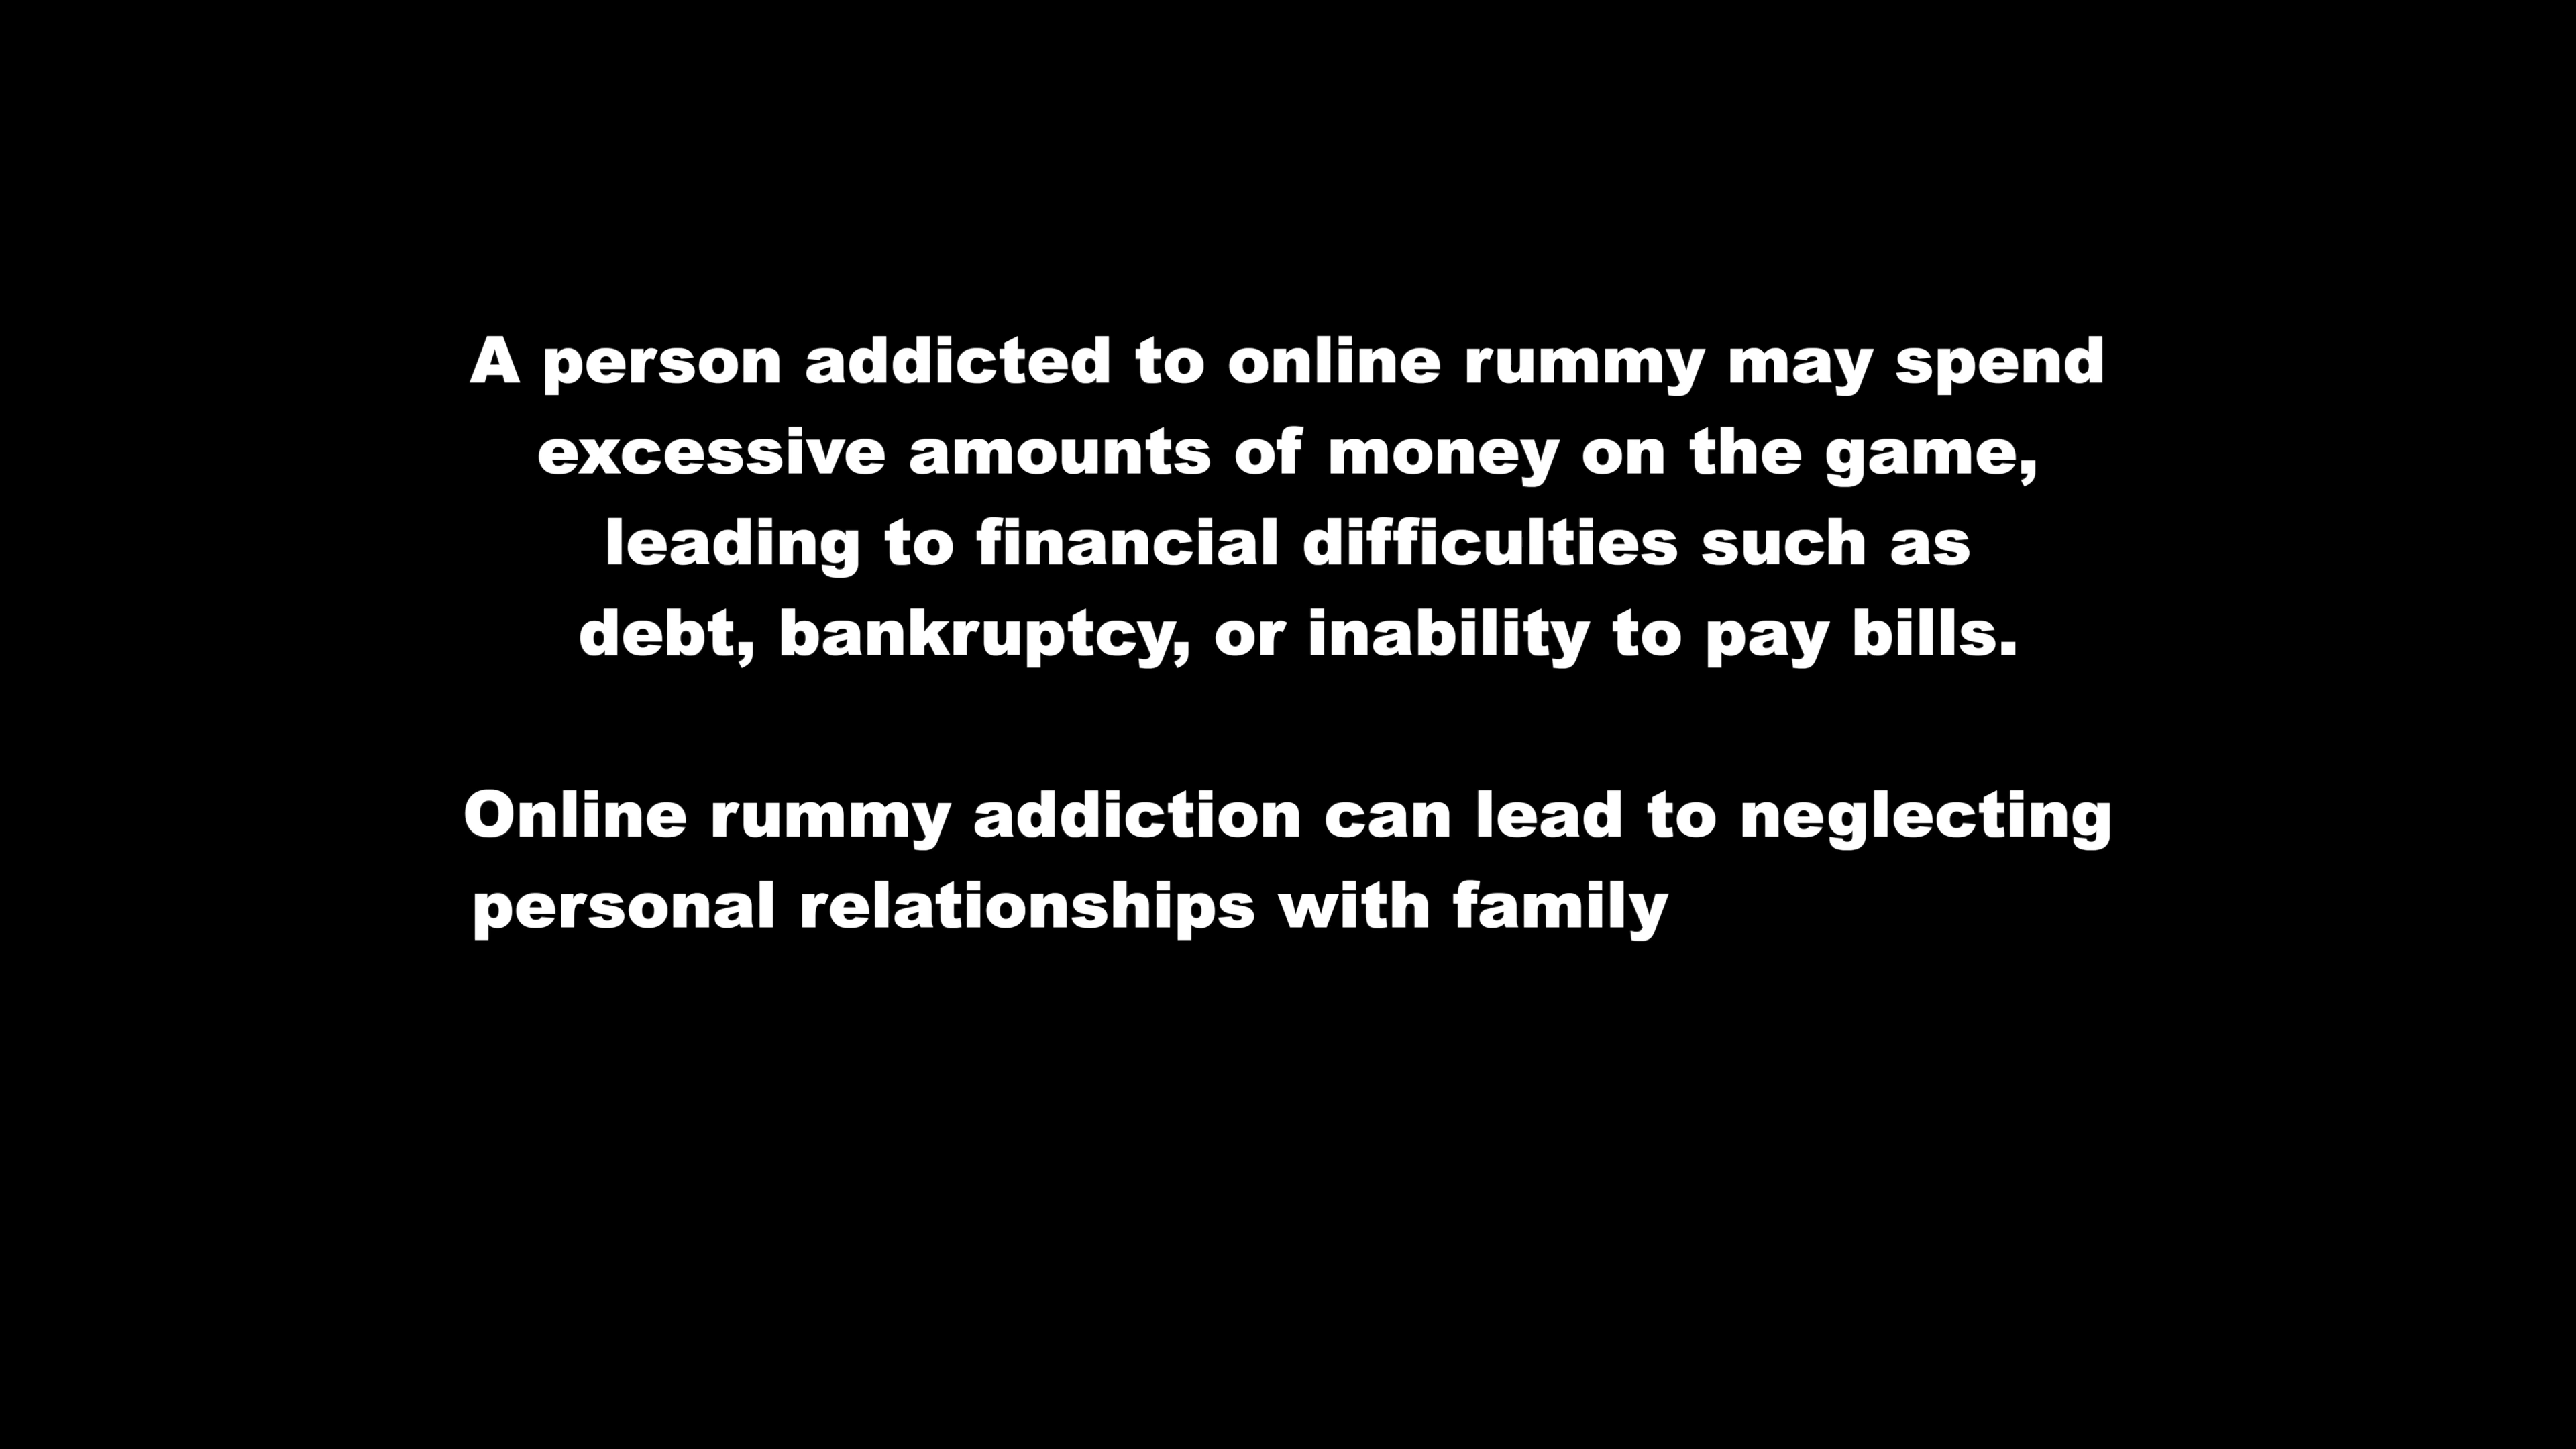 A person addicted to online rummy may spend
excessive amounts of money on the game,
leading to financial difficulties such as
debt, bankruptcy, or inability to pay bills.
Online rummy addiction can lead to neglecting
personal relationships with family